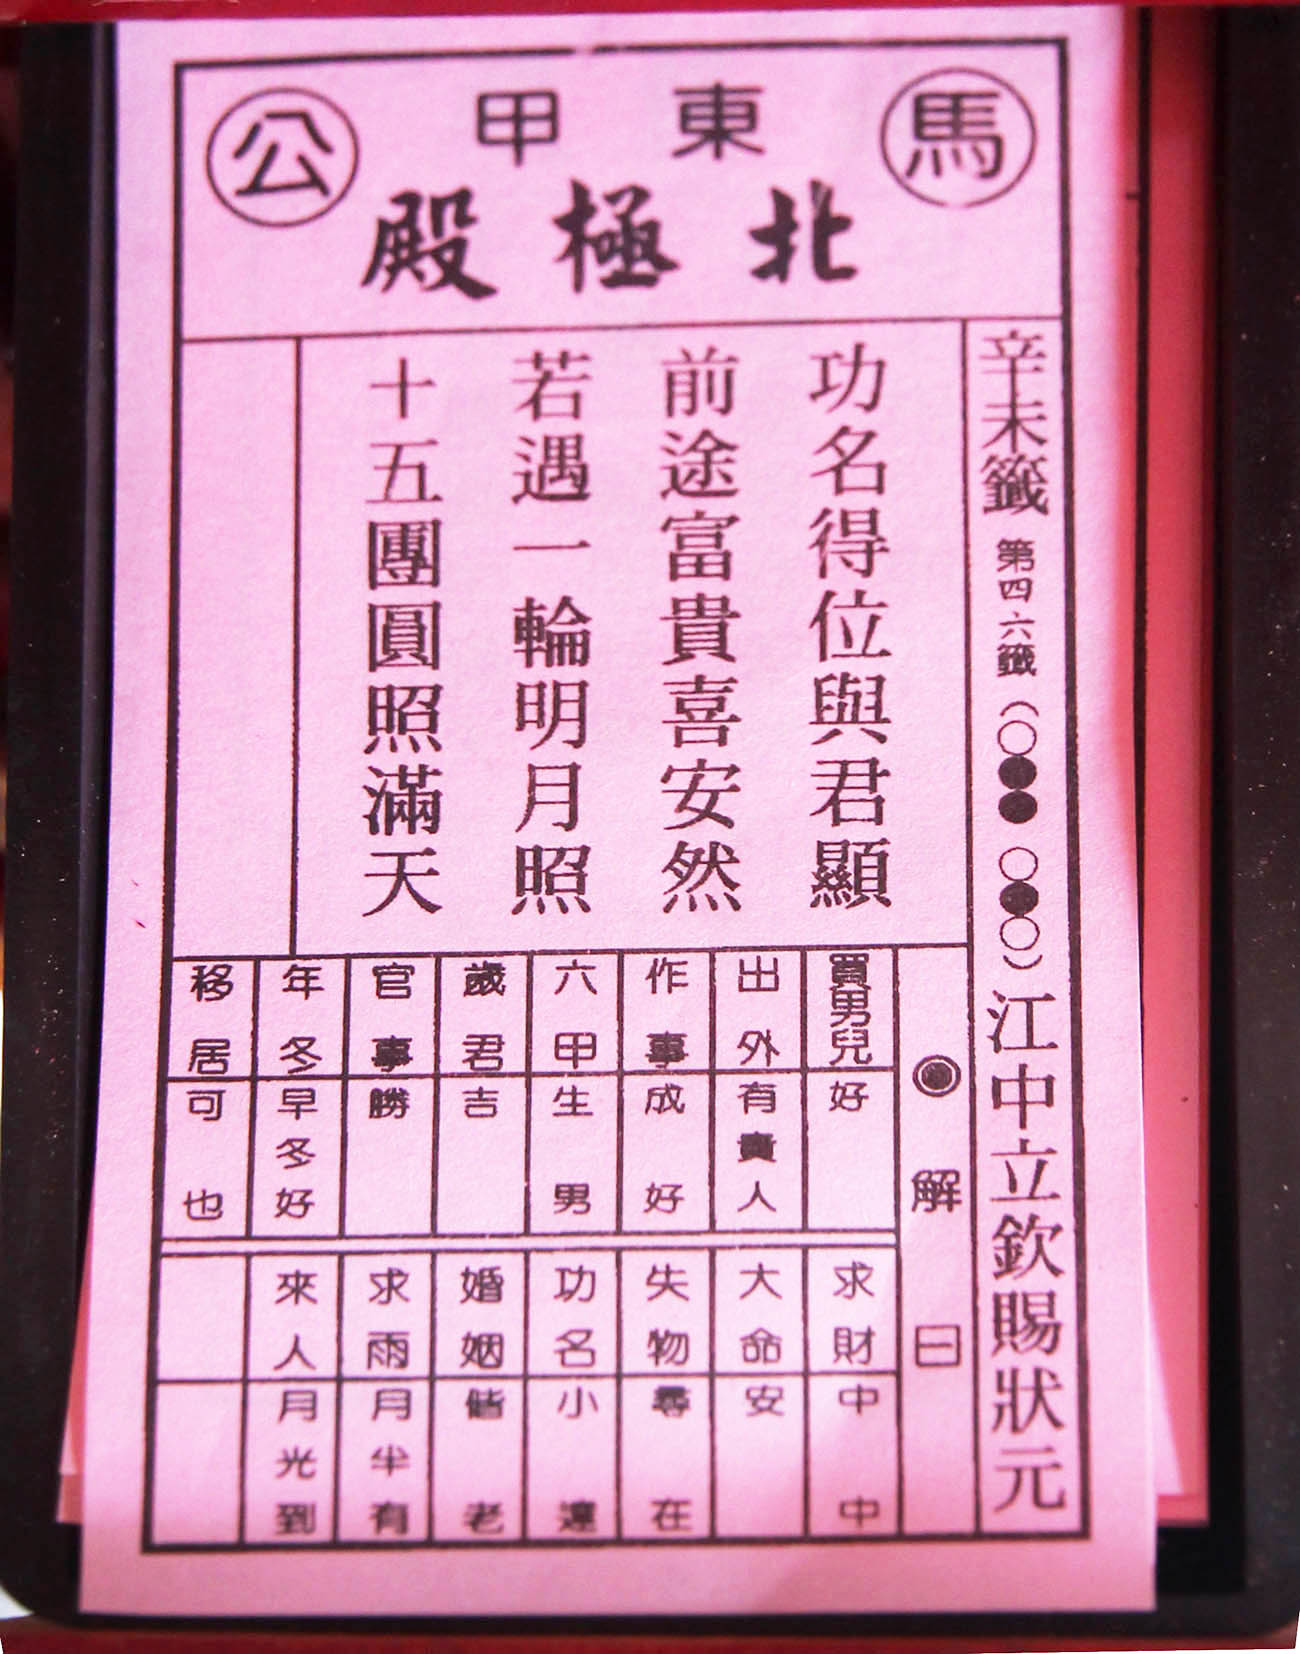 馬 東甲 公
北極殿
辛未籤 第四六籤(○●● ○●○)江中立欽賜狀元
功名得位與君顯
前途富貴喜安然
若遇一輪明月照
十五團圓照滿天
◉解曰
買男兒 好
出外 有貴人
作事 成好
六甲 生男
歲君 吉
官事 勝
年冬 早冬好
移居 可也
求財 中中
大命 安
失物 尋在
功名 小達
婚姻 偕老
求雨 月半有
來人 月光到